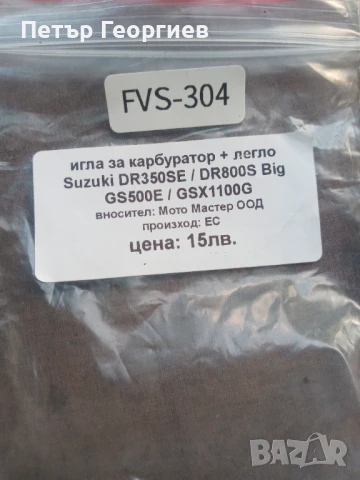 Петър Георгиев
FVS-304
игла за карбуратор + легло
Suzuki DR350SE / DR800S Big
GS500E / GSX1100G
вносител: Мото Мастер ООД
произход: ЕС
цена: 15лв.
BAZAR